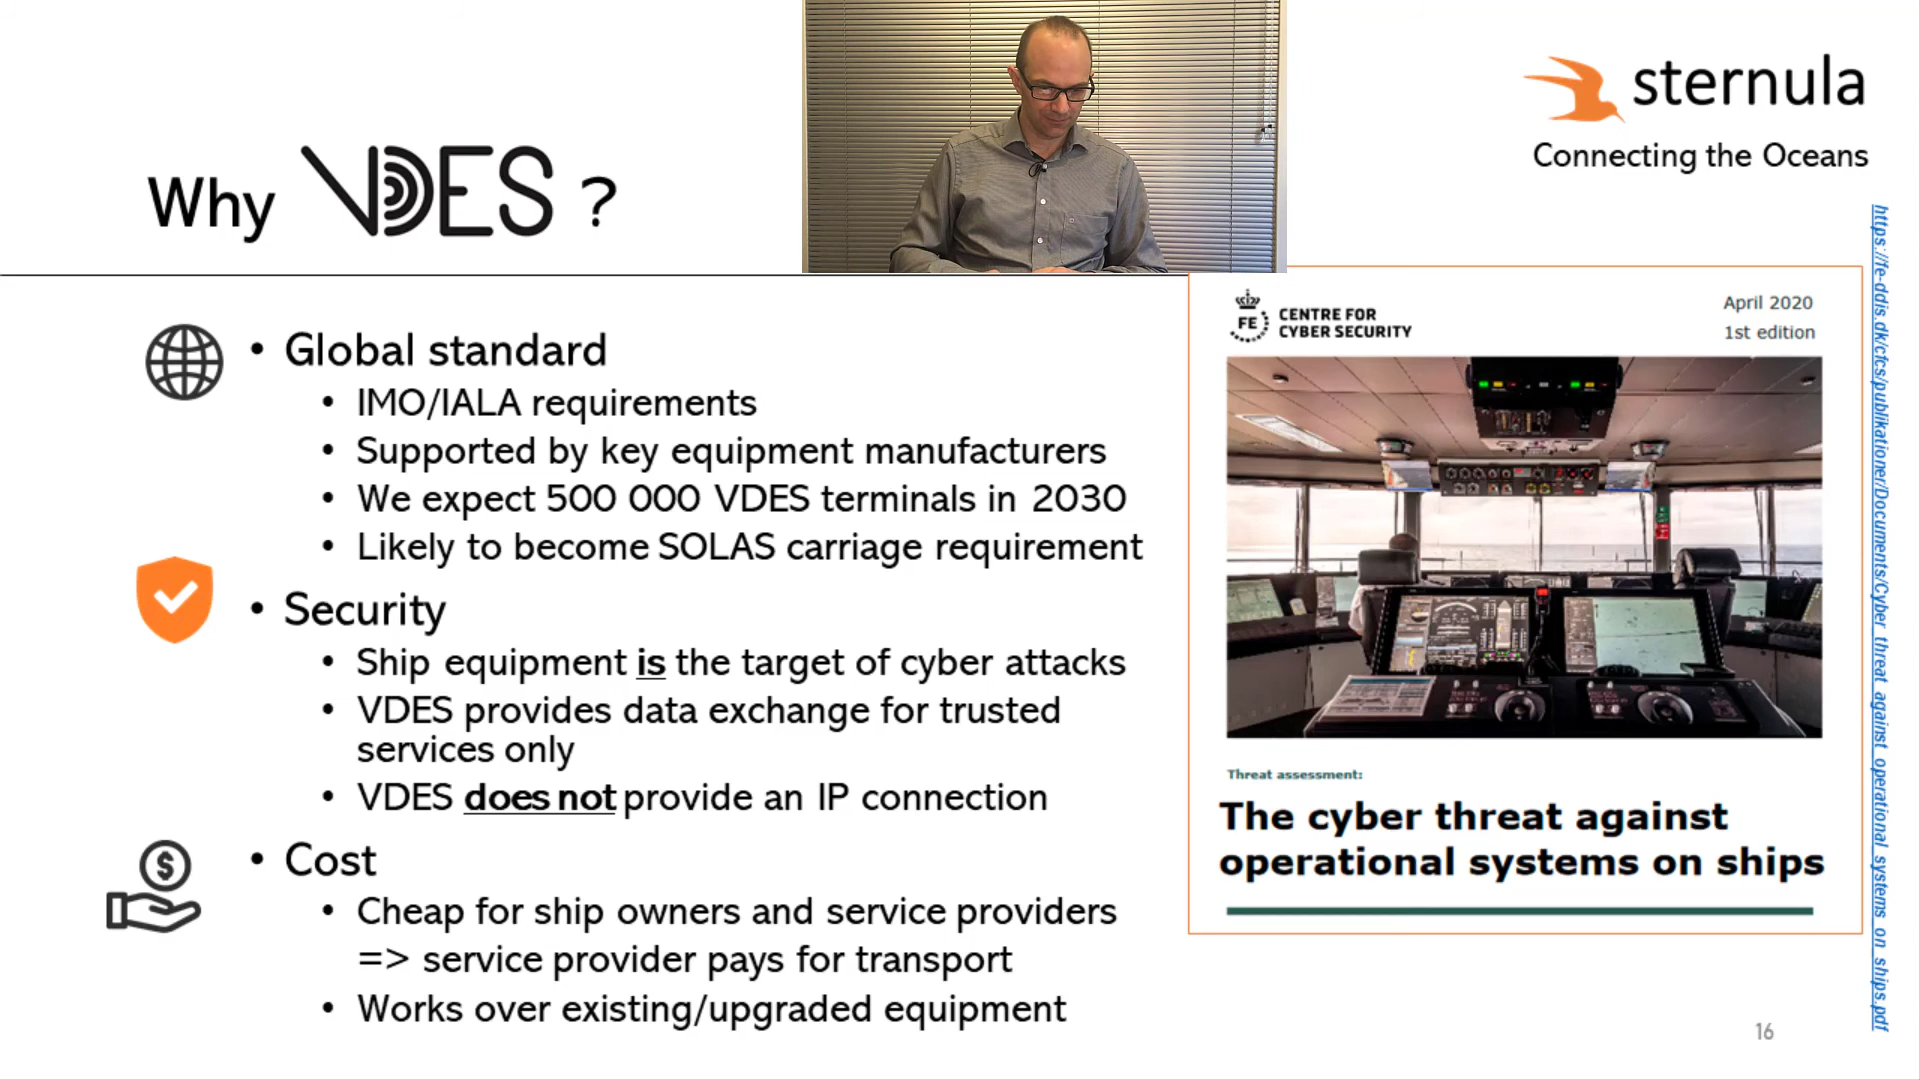 sternula
Connecting the Oceans
Why VDES ?
• Global standard
• IMO/IALA requirements
• Supported by key equipment manufacturers
• We expect 500 000 VDES terminals in 2030
• Likely to become SOLAS carriage requirement
• Security
• Ship equipment is the target of cyber attacks
• VDES provides data exchange for trusted
services only
• VDES does not provide an IP connection
• Cost
• Cheap for ship owners and service providers
=> service provider pays for transport
• Works over existing/upgraded equipment
FE
CENTRE FOR
CYBER SECURITY
April 2020
1st edition
Threat assessment:
The cyber threat against
operational systems on ships
https://fe-ddis.dk/cfcs/publikationer/Documents/Cyber_threat_against_operational_systems_on_ships.pdf
16